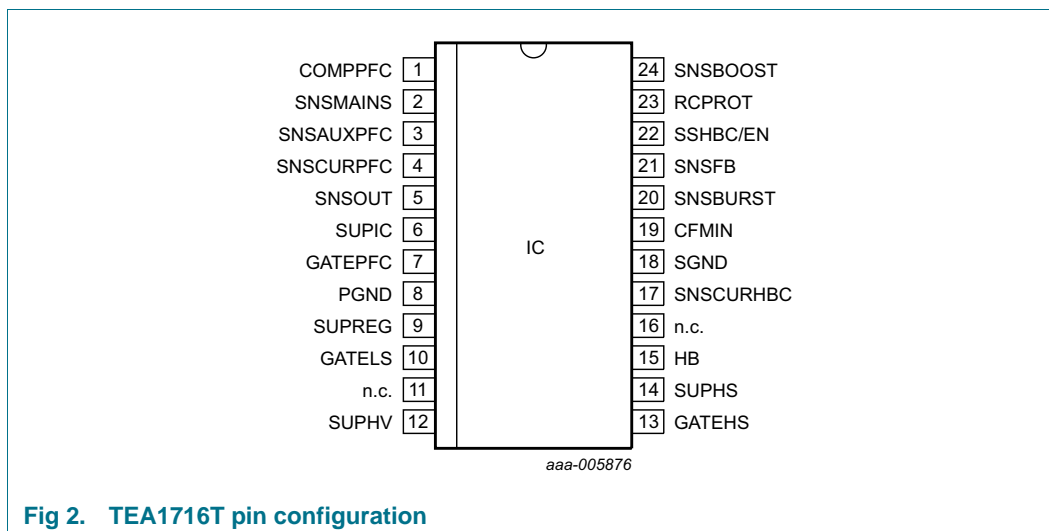 COMPPFC 1
SNSMAINS 2
SNSAUXPFC 3
SNSCURPFC 4
SNSOUT 5
SUPIC 6
GATEPFC 7
PGND 8
SUPREG 9
GATELS 10
n.c. 11
SUPHV 12
IC
24 SNSBOOST
23 RCPROT
22 SSHBC/EN
21 SNSFB
20 SNSBURST
19 CFMIN
18 SGND
17 SNSCURHBC
16 n.c.
15 HB
14 SUPHS
13 GATEHS
aaa-005876
Fig 2. TEA1716T pin configuration